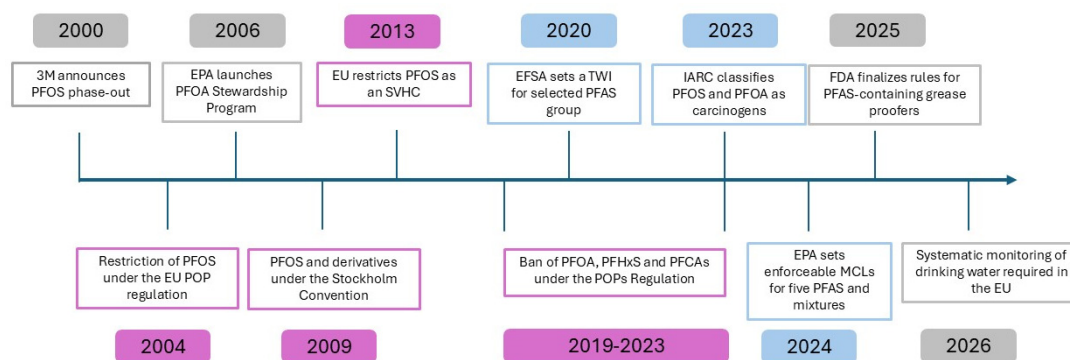 2000
2006
2013
2020
2023
2025
3M announces
PFOS phase-out
EPA launches
PFOA Stewardship
Program
EU restricts PFOS as
an SVHC
EFSA sets a TWI
for selected PFAS
group
IARC classifies
PFOS and PFOA as
carcinogens
FDA finalizes rules for
PFAS-containing grease
proofers
Restriction of PFOS
under the EU POP
regulation
PFOS and derivatives
under the Stockholm
Convention
Ban of PFOA, PFHxS and PFCAs
under the POPs Regulation
EPA sets
enforceable MCLs
for five PFAS and
mixtures
Systematic monitoring of
drinking water required in
the EU
2004
2009
2019-2023
2024
2026